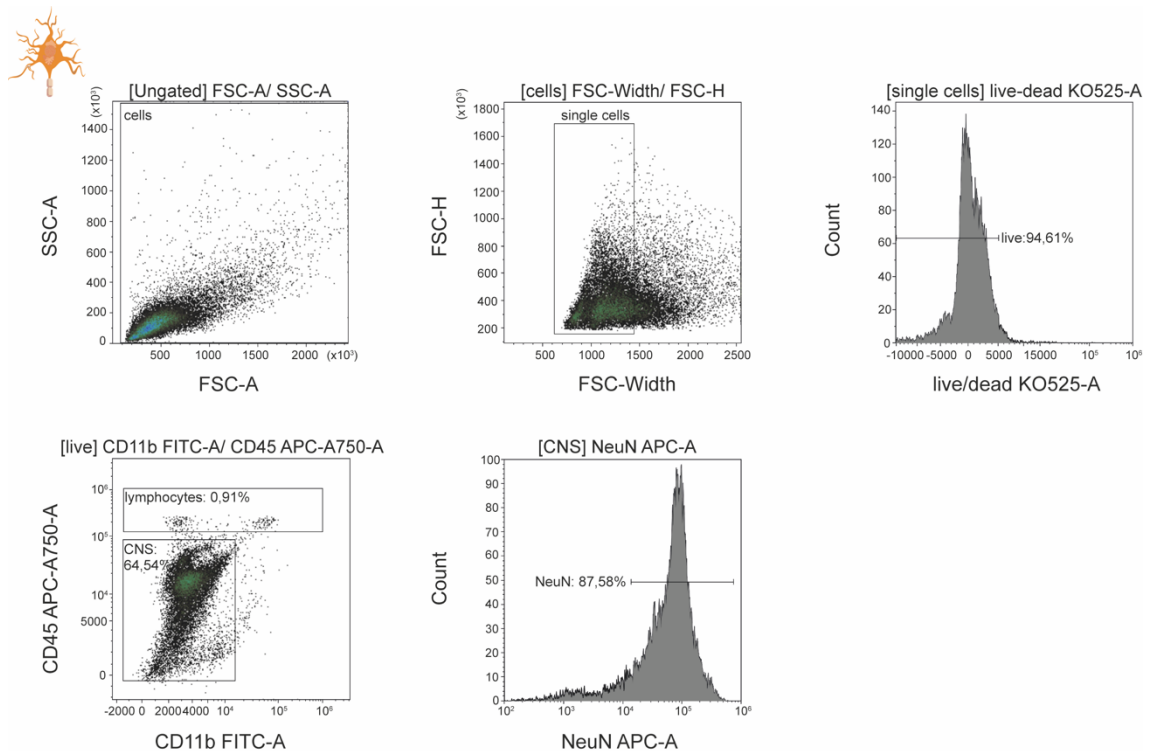 [Ungated] FSC-A/ SSC-A
(x10³)
cells
1400
1200
1000
800
600
400
200
0
500
1000
1500
2000
(x10³)
SSC-A
FSC-A
[cells] FSC-Width/ FSC-H
(x10³)
single cells
1800
1600
1400
1200
1000
800
600
400
200
500
1000
1500
2000
2500
FSC-H
FSC-Width
[single cells] live-dead KO525-A
140
120
100
80
60
40
20
0
live:94,61%
-10000
-5000
0
5000
15000
10⁵
10⁶
Count
live/dead KO525-A
[live] CD11b FITC-A/ CD45 APC-A750-A
10⁶
lymphocytes: 0,91%
10⁵
CNS:
64,54%
10⁴
5000
0
-2000
0
2000
4000
10⁴
10⁵
10⁶
CD45 APC-A750-A
CD11b FITC-A
[CNS] NeuN APC-A
100
90
80
70
60
50
40
30
20
10
0
NeuN: 87,58%
10²
10³
10⁴
10⁵
10⁶
Count
NeuN APC-A